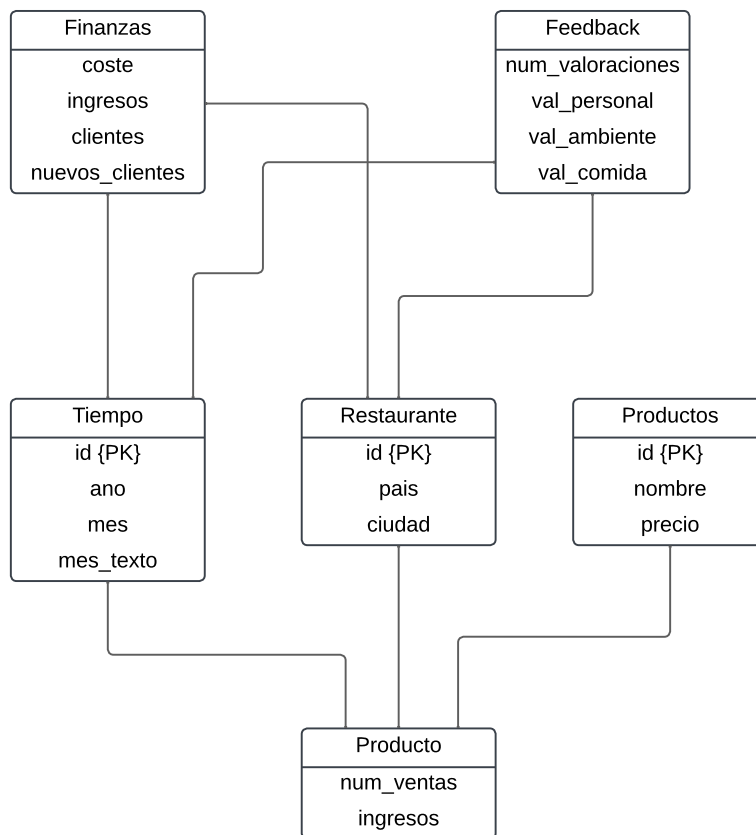 Finanzas
coste
ingresos
clientes
nuevos_clientes
Feedback
num_valoraciones
val_personal
val_ambiente
val_comida
Tiempo
id {PK}
ano
mes
mes_texto
Restaurante
id {PK}
pais
ciudad
Productos
id {PK}
nombre
precio
Producto
num_ventas
ingresos